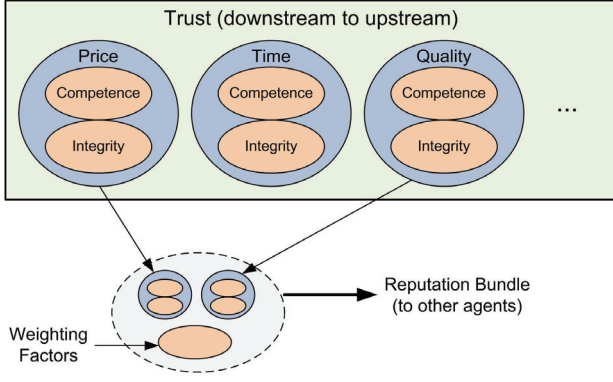 Trust (downstream to upstream)
Price
Time
Quality
Competence
Competence
Competence
...
Integrity
Integrity
Integrity
Reputation Bundle
(to other agents)
Weighting
Factors